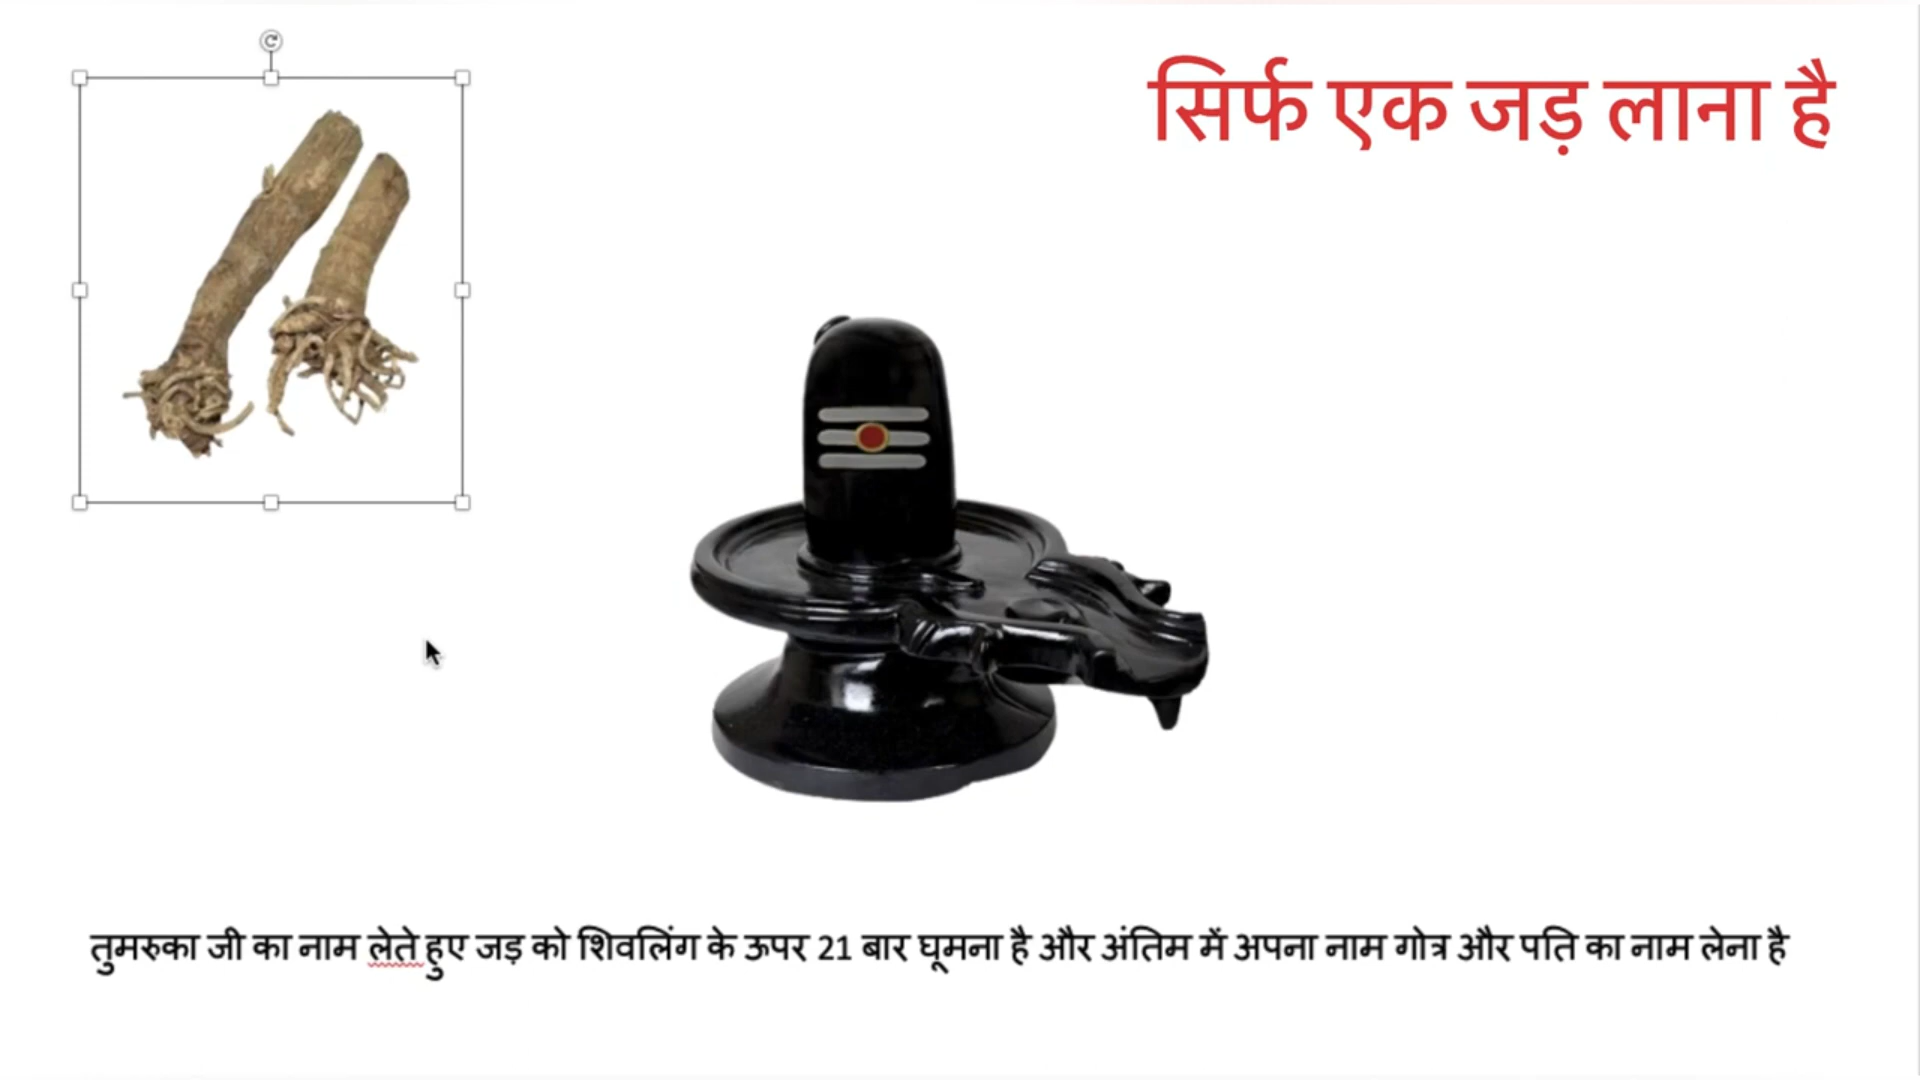 सिर्फ एक जड़ लाना है
तुमरुका जी का नाम लेते हुए जड़ को शिवलिंग के ऊपर 21 बार घूमना है और अंतिम में अपना नाम गोत्र और पति का नाम लेना है